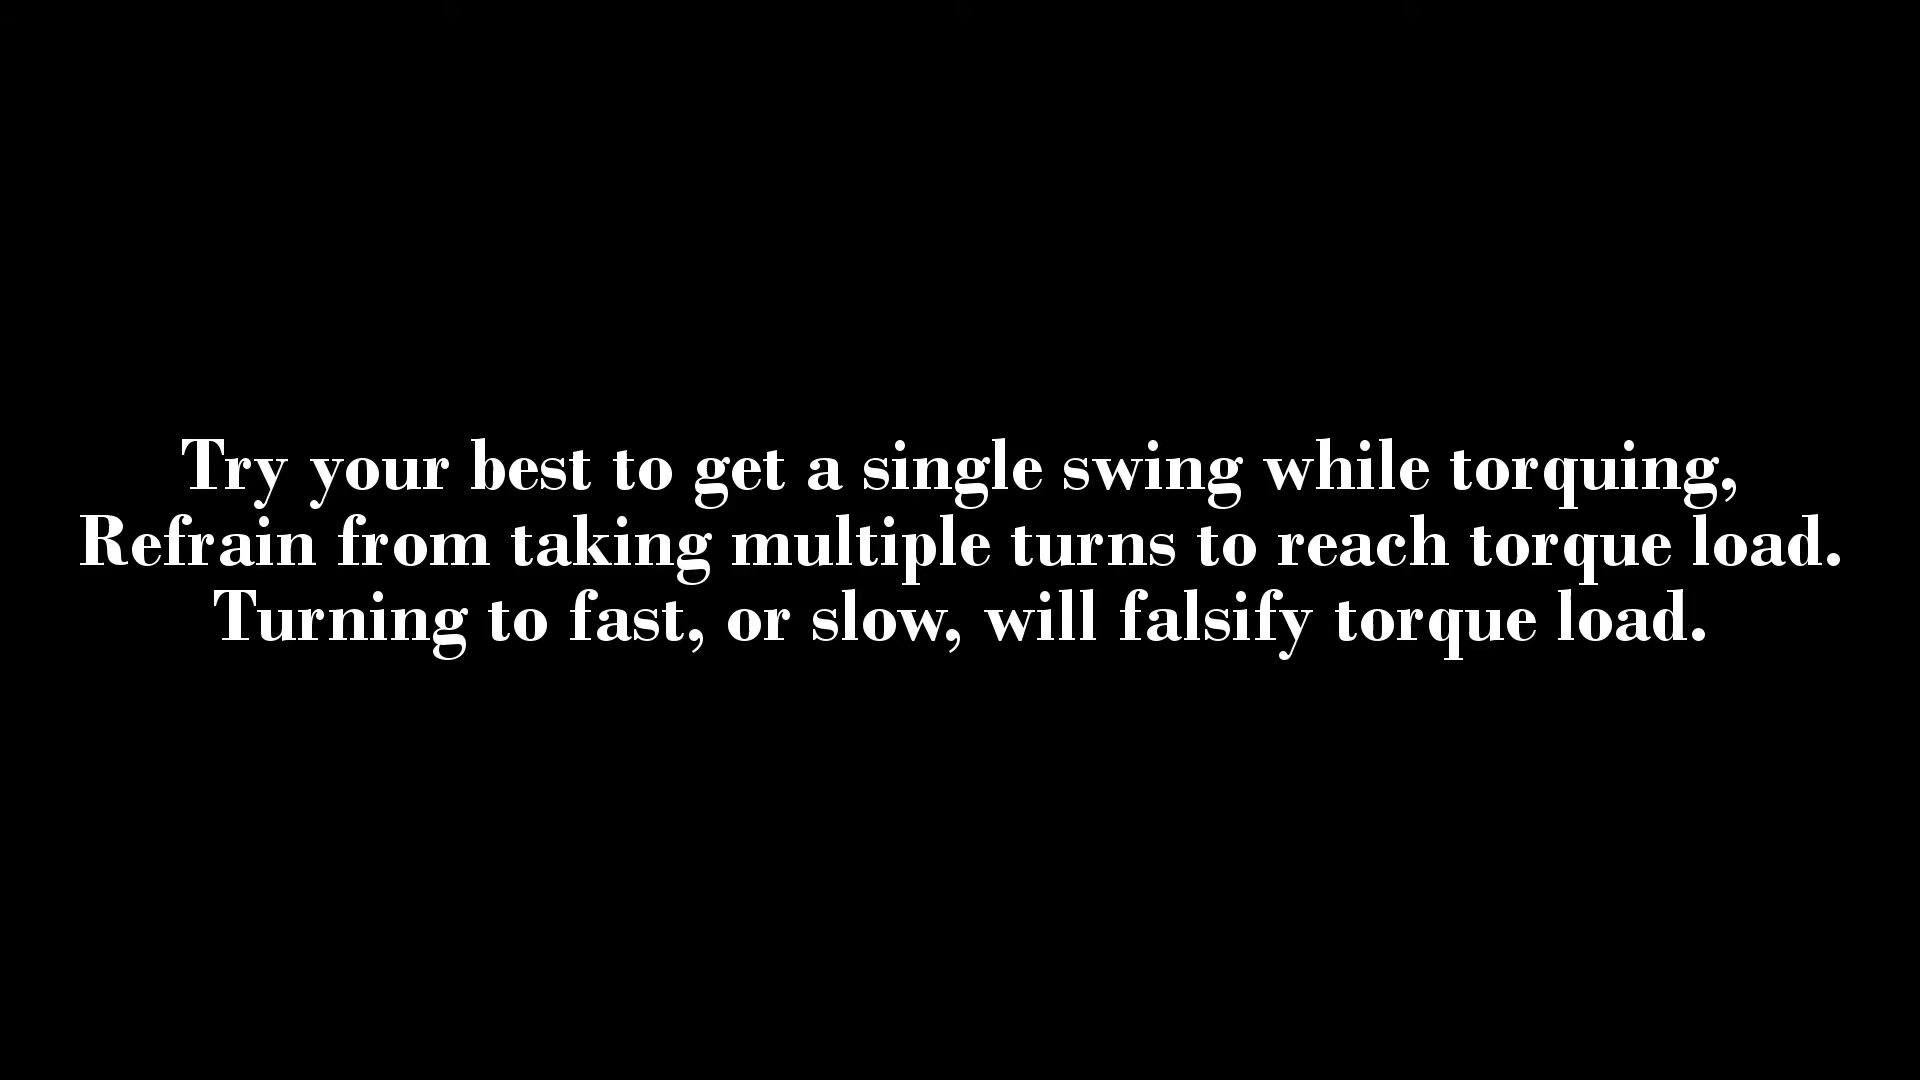 Try your best to get a single swing while torquing,
Refrain from taking multiple turns to reach torque load.
Turning to fast, or slow, will falsify torque load.